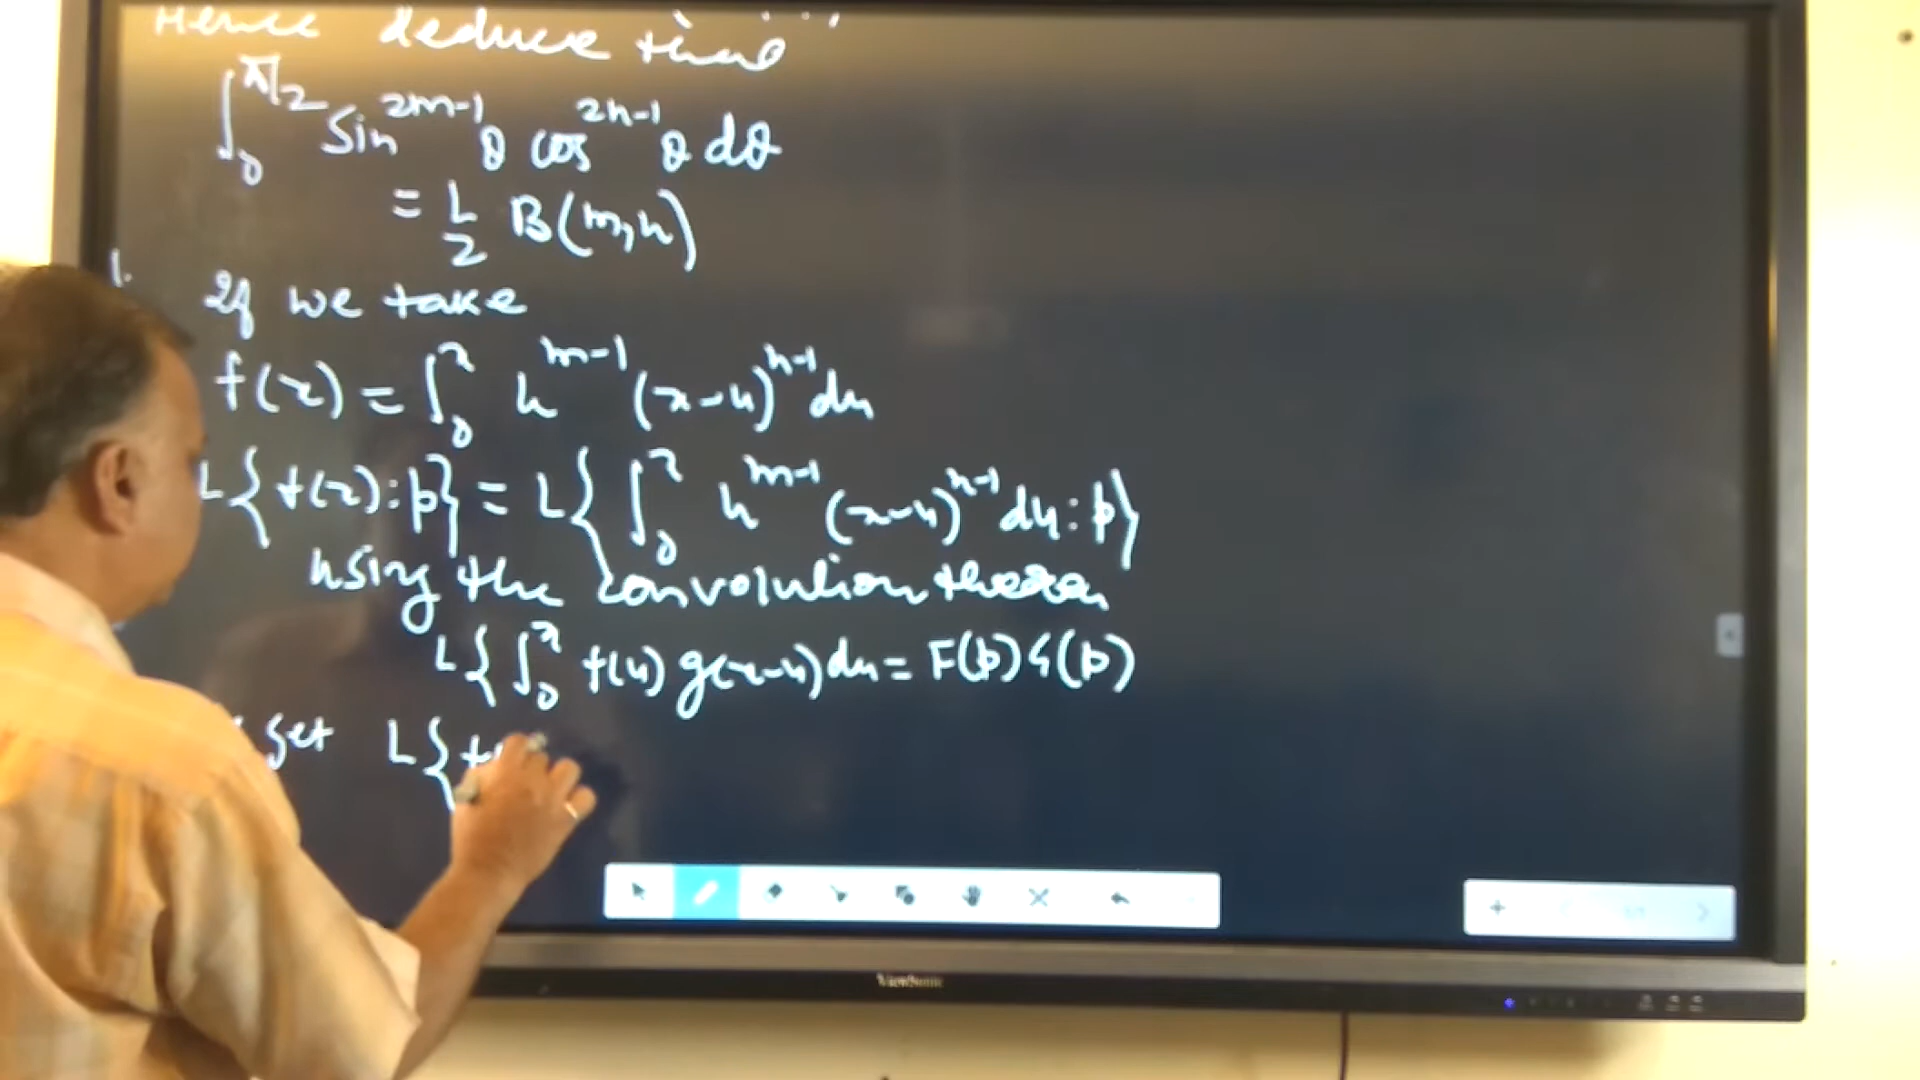 Hence deduce that
∫₀^{π/2} Sin^{2m-1}θ cos^{2n-1}θ dθ
= 1/2 B(m,n)
1. If we take
f(x) = ∫₀^x u^{m-1} (x-u)^{n-1} du
L{f(x):p} = L{∫₀^x u^{m-1} (x-u)^{n-1} du:p}
Using the convolution theorem
L{∫₀^x f(u) g(x-u) du = F(p) G(p)
get L{f
ViewSonic